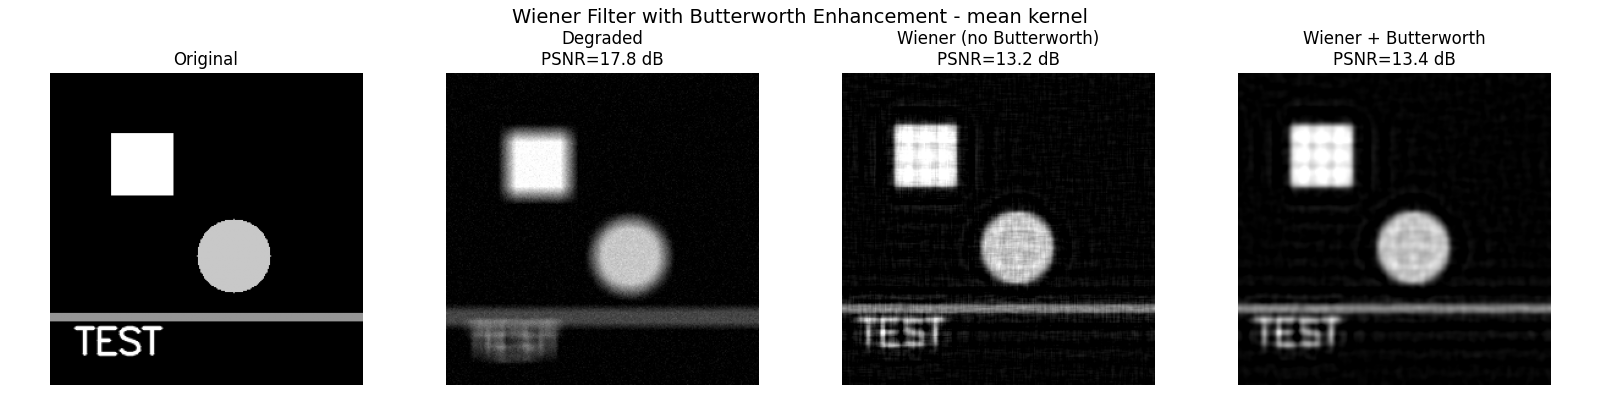 Wiener Filter with Butterworth Enhancement - mean kernel
Original
Degraded
PSNR=17.8 dB
Wiener (no Butterworth)
PSNR=13.2 dB
Wiener + Butterworth
PSNR=13.4 dB
TEST
TEST
TEST
TEST